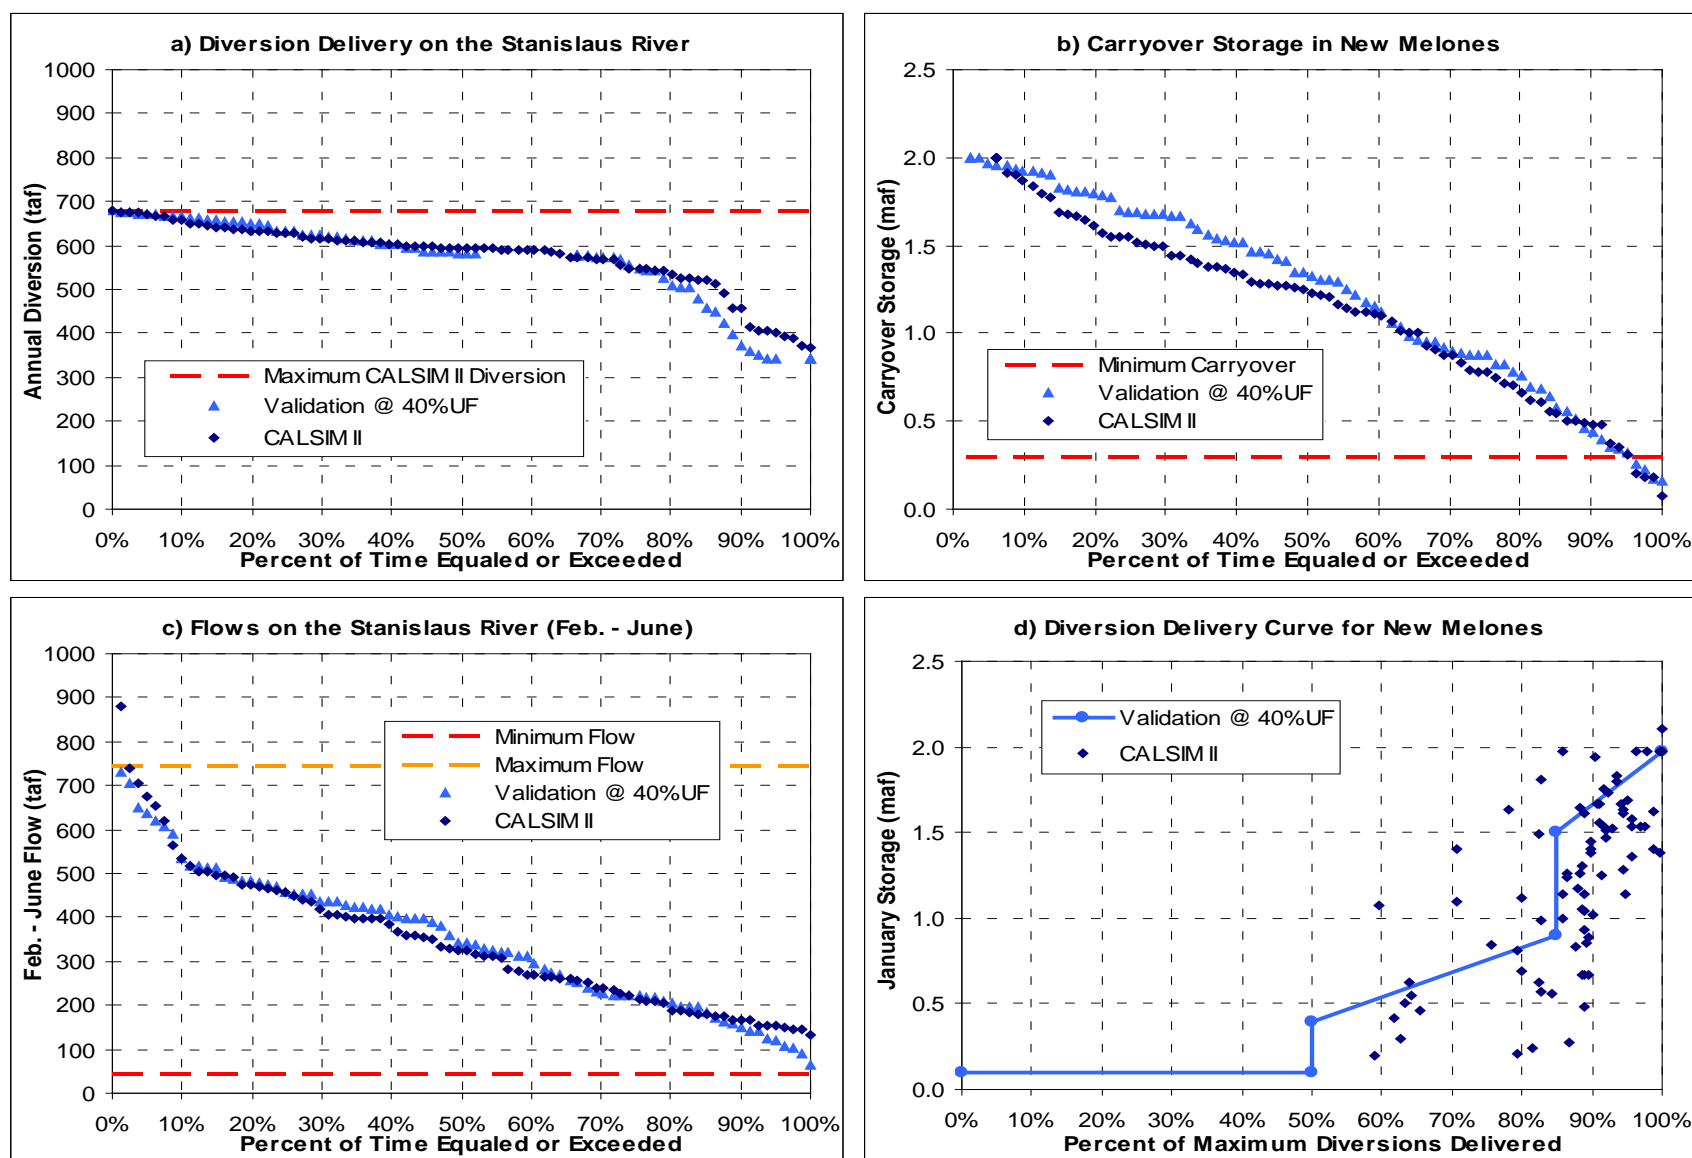 a) Diversion Delivery on the Stanislaus River
1000
900
800
700
600
500
400
300
200
100
0
Annual Diversion (taf)
Maximum CALSIM II Diversion
Validation @ 40%UF
CALSIM II
0% 10% 20% 30% 40% 50% 60% 70% 80% 90% 100%
Percent of Time Equaled or Exceeded
b) Carryover Storage in New Melones
2.5
2.0
1.5
1.0
0.5
0.0
Carryover Storage (maf)
Minimum Carryover
Validation @ 40%UF
CALSIM II
0% 10% 20% 30% 40% 50% 60% 70% 80% 90% 100%
Percent of Time Equaled or Exceeded
c) Flows on the Stanislaus River (Feb. - June)
1000
900
800
700
600
500
400
300
200
100
0
Feb. - June Flow (taf)
Minimum Flow
Maximum Flow
Validation @ 40%UF
CALSIM II
0% 10% 20% 30% 40% 50% 60% 70% 80% 90% 100%
Percent of Time Equaled or Exceeded
d) Diversion Delivery Curve for New Melones
2.5
2.0
1.5
1.0
0.5
0.0
January Storage (maf)
Validation @ 40%UF
CALSIM II
0% 10% 20% 30% 40% 50% 60% 70% 80% 90% 100%
Percent of Maximum Diversions Delivered